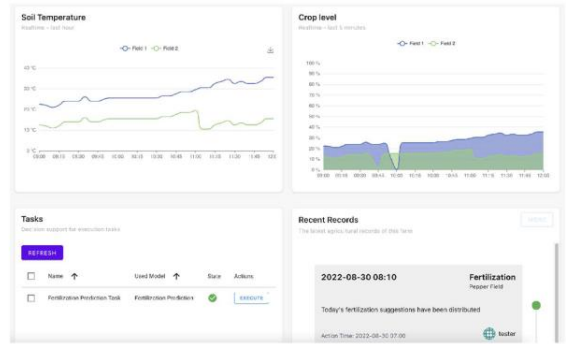 Soil Temperature
Realtime - last hour
Field 1 Field 2
40 °C
30 °C
20 °C
10 °C
0 °C
Crop level
Realtime - last 5 minutes
Field 1 Field 2
100 %
90 %
80 %
70 %
60 %
50 %
40 %
30 %
20 %
10 %
0 %
Tasks
Decision support for execution tasks
REFRESH
Name Used Model State Actions
Fertilization Prediction Task Fertilization Prediction EXECUTE
Recent Records
The latest agricultural records of this farm
2022-08-30 08:10 Fertilization
Pepper Field
Today's fertilization suggestions have been distributed
Action Time: 2022-08-30 07:00 tester